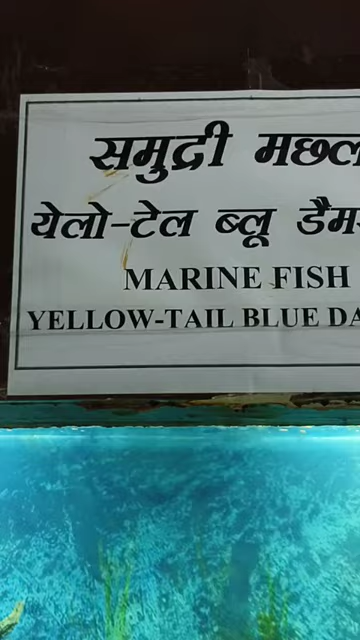 समुद्री मछल
येलो-टेल ब्लू डैम
MARINE FISH
YELLOW-TAIL BLUE DA